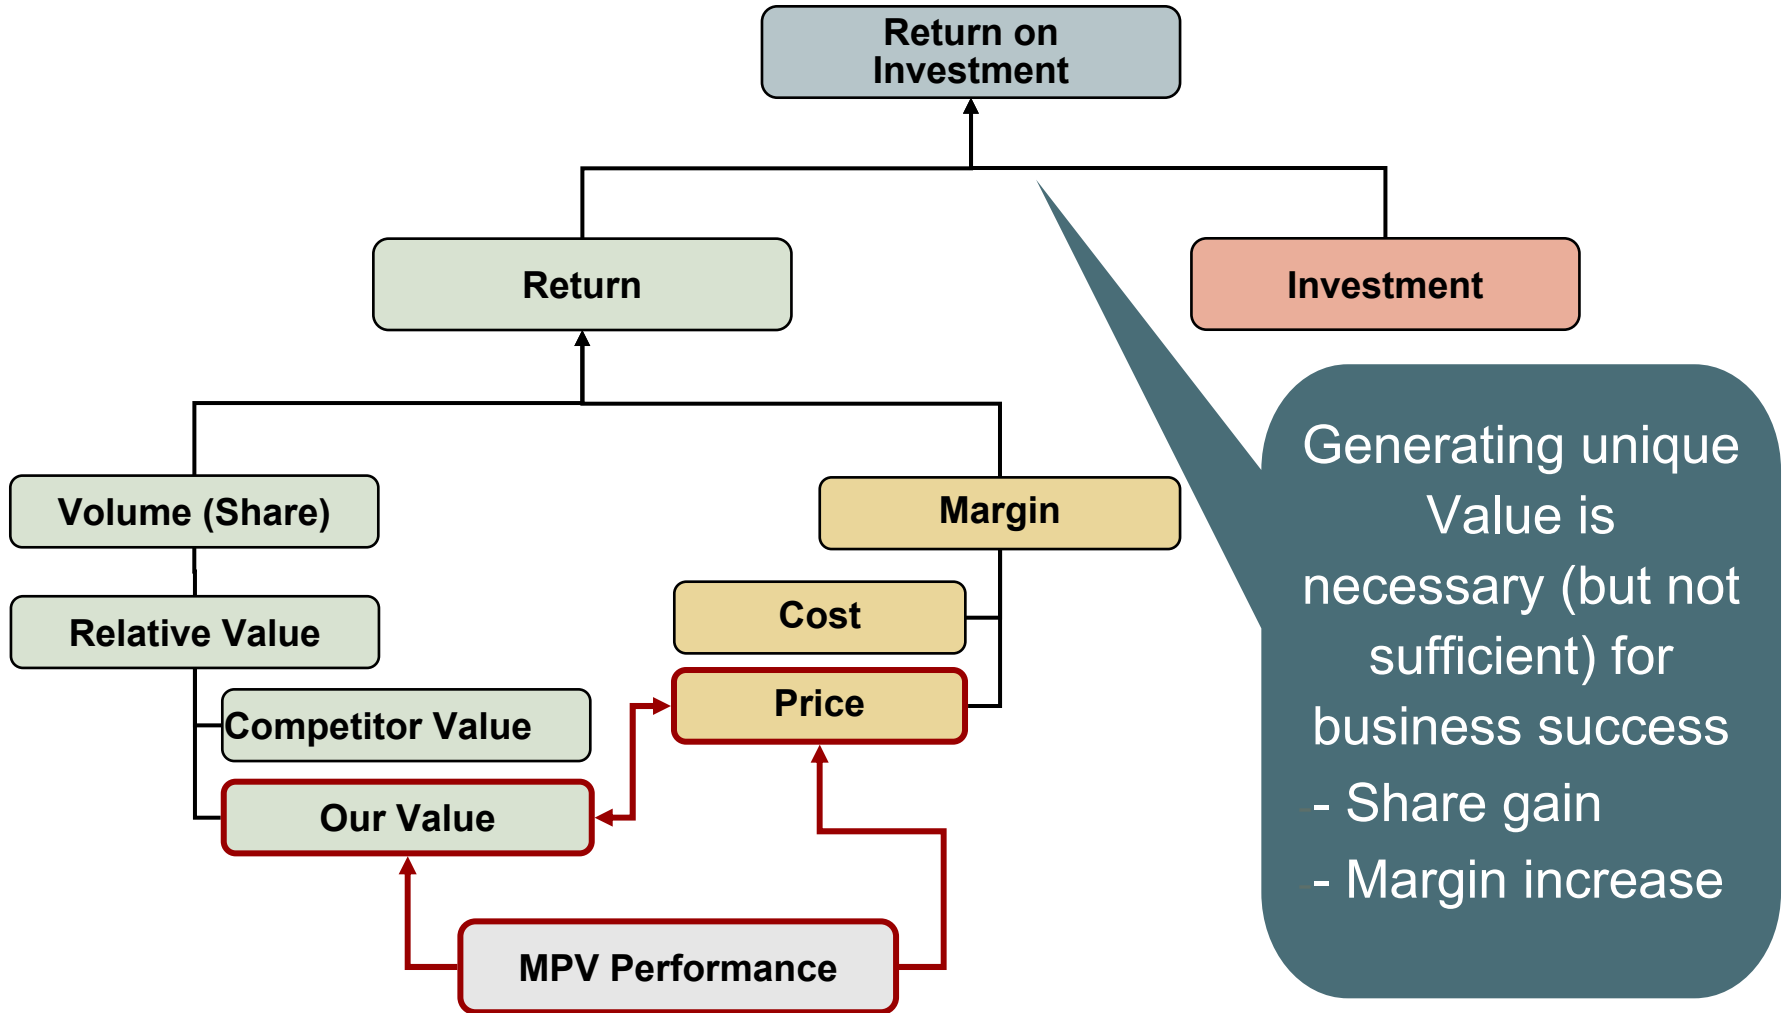 Return on
Investment
Return
Investment
Volume (Share)
Margin
Relative Value
Cost
Price
Competitor Value
Our Value
MPV Performance
Generating unique
Value is
necessary (but not
sufficient) for
business success
- Share gain
- Margin increase